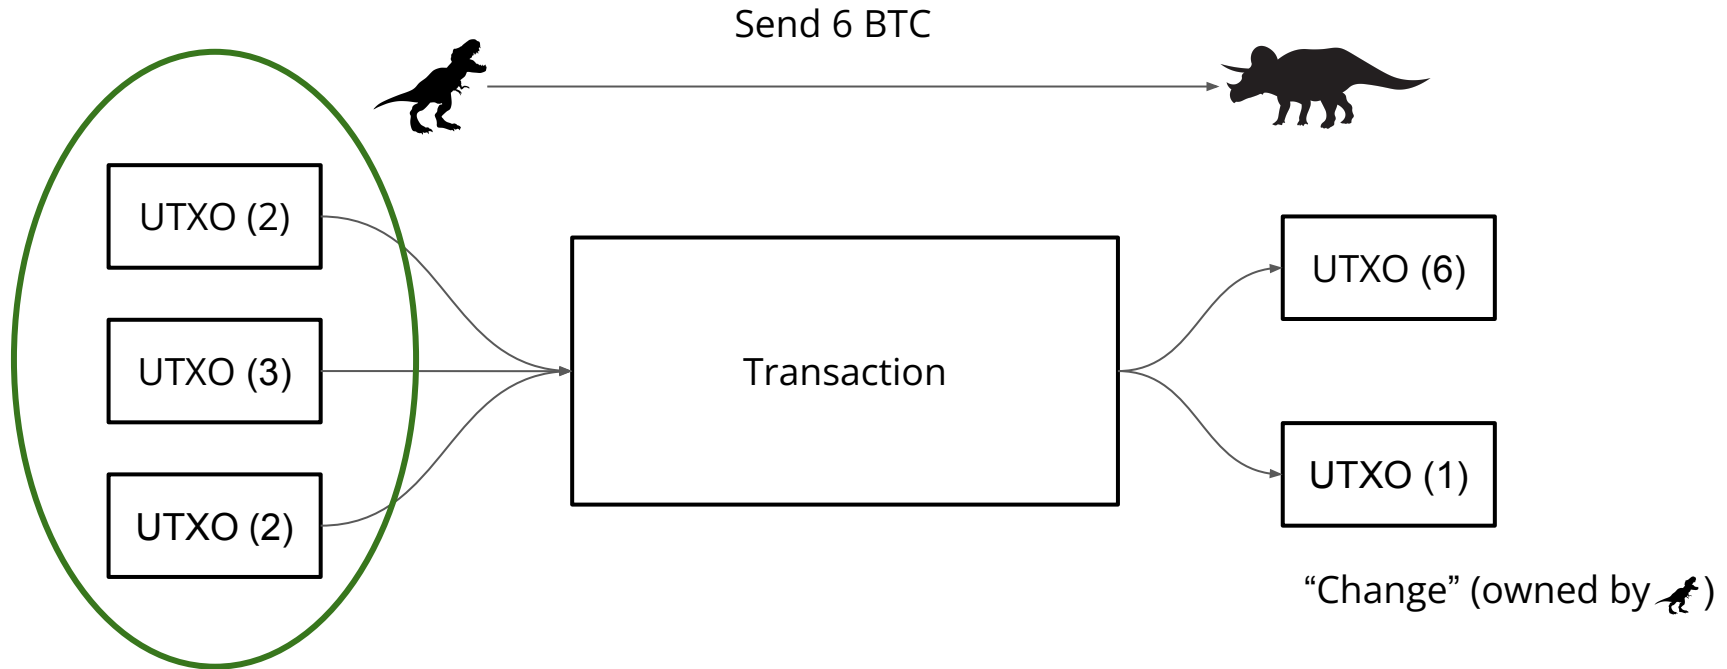 Send 6 BTC
UTXO (2)
UTXO (3)
UTXO (2)
Transaction
UTXO (6)
UTXO (1)
“Change” (owned by )